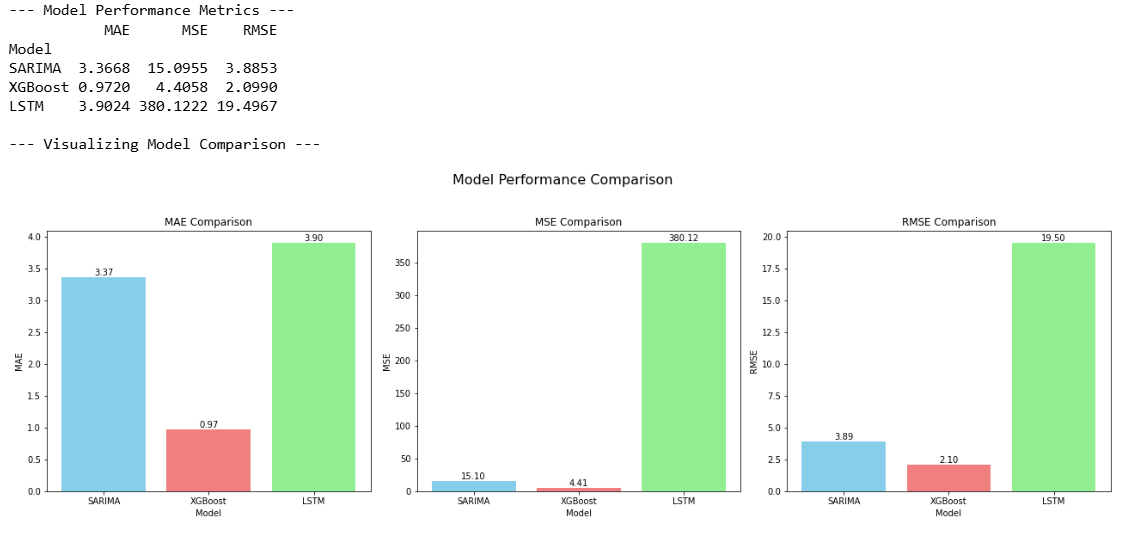 --- Model Performance Metrics ---
MAE MSE RMSE
Model
SARIMA 3.3668 15.0955 3.8853
XGBoost 0.9720 4.4058 2.0990
LSTM 3.9024 380.1222 19.4967
--- Visualizing Model Comparison ---
Model Performance Comparison
MAE Comparison
4.0
3.5
3.0
2.5
2.0
1.5
1.0
0.5
0.0
MAE
3.37
0.97
3.90
SARIMA XGBoost LSTM
Model
MSE Comparison
350
300
250
200
150
100
50
0
MSE
15.10
4.41
380.12
SARIMA XGBoost LSTM
Model
RMSE Comparison
20.0
17.5
15.0
12.5
10.0
7.5
5.0
2.5
0.0
RMSE
3.89
2.10
19.50
SARIMA XGBoost LSTM
Model